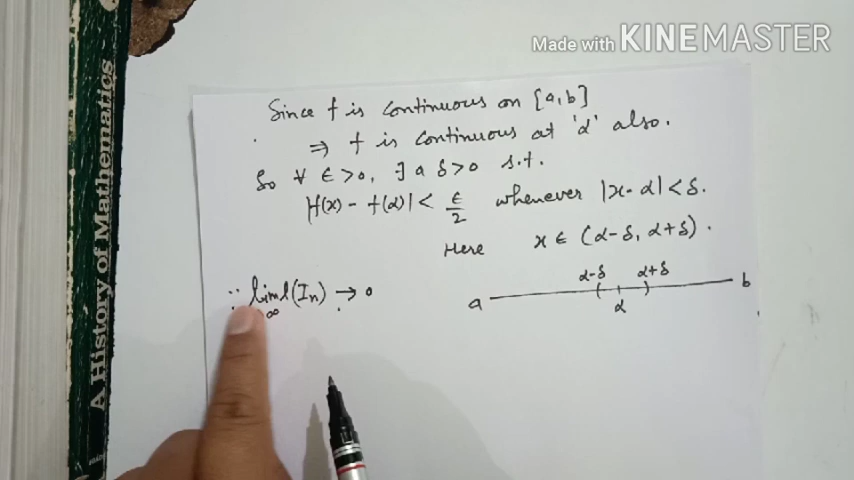 Made with KINEMASTER
A History of Mathematics
Since f is continuous on [a,b]
⇒ f is continuous at 'α' also.
So ∀ ϵ>0, ∃ a δ>0 s.t.
|f(x) - f(α)| < ϵ/2 whenever |x-α| < δ.
Here x ∈ (α-δ, α+δ).
∵ lim l(In) → 0
∞
α-δ α+δ
a b
α